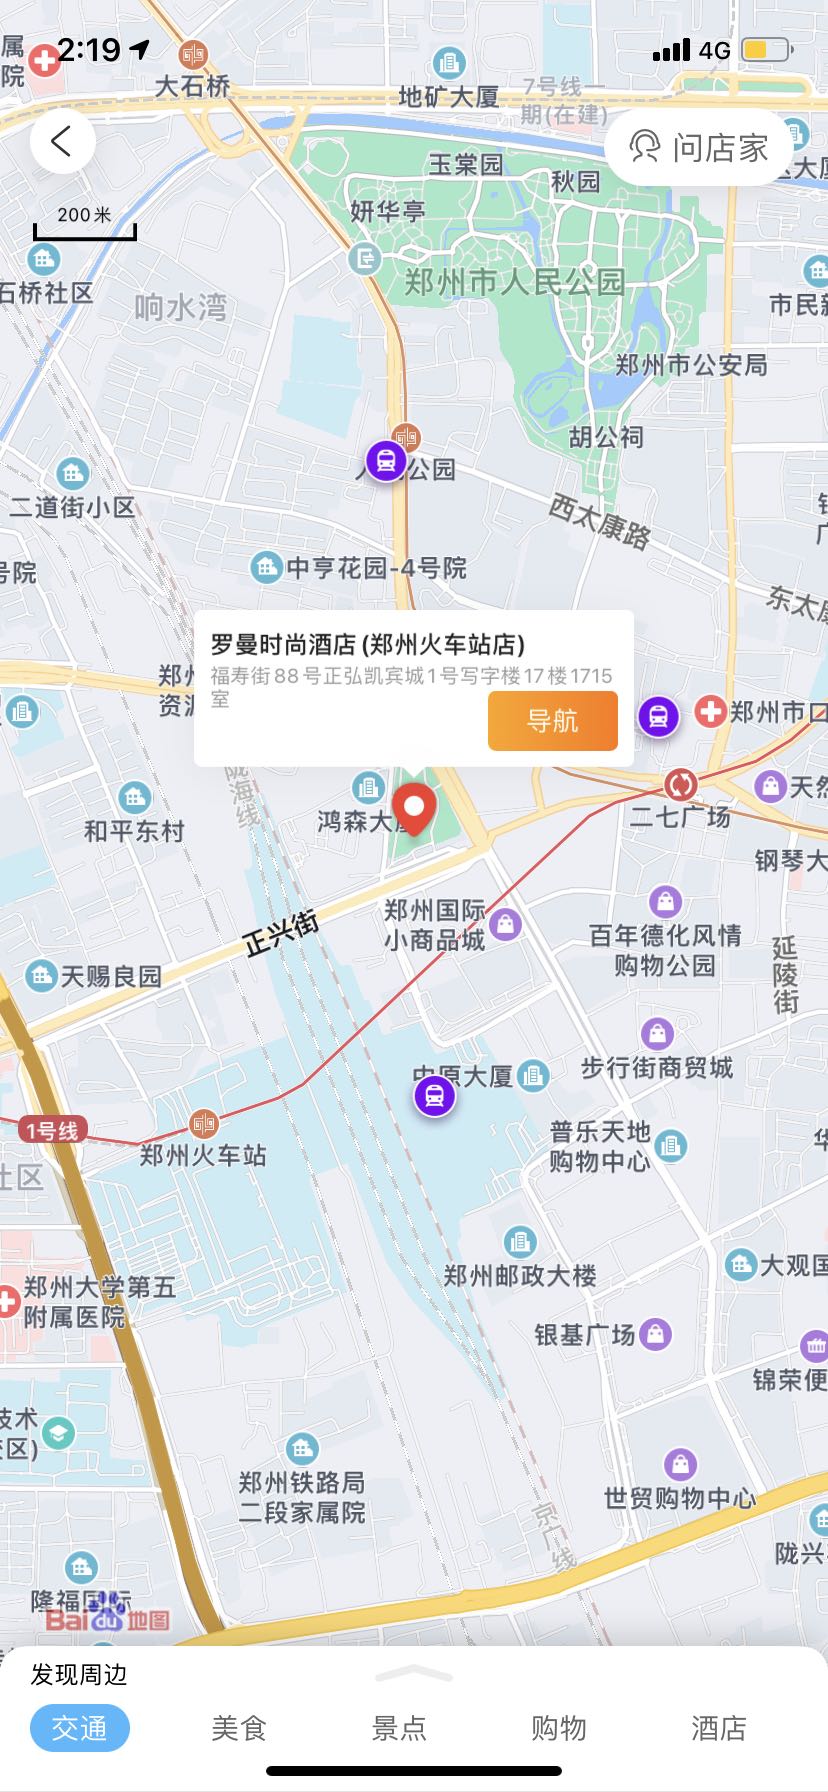 属
院
2:19
4G
大石桥
地矿大厦
7号线一
期(在建)
问店家
玉棠园
秋园
妍华亭
200米
石桥社区
响水湾
郑州市人民公园
市民新
郑州市公安局
胡公祠
公园
二道街小区
西太康路
号院
中亨花园-4号院
东太康
罗曼时尚酒店(郑州火车站店)
福寿街88号正弘凯宾城1号写字楼17楼1715
室
导航
郑州
资源
郑州市口
陇海线
和平东村
鸿森大厦
二七广场
天然
钢琴大
郑州国际
小商品城
正兴街
百年德化风情
购物公园
延陵街
天赐良园
步行街商贸城
中原大厦
1号线
郑州火车站
普乐天地
购物中心
华
社区
郑州大学第五
附属医院
郑州邮政大楼
大观国
银基广场
锦荣便
技术
校区)
郑州铁路局
二段家属院
世贸购物中心
京广线
陇兴
隆福国际
Baidu地图
发现周边
交通
美食
景点
购物
酒店